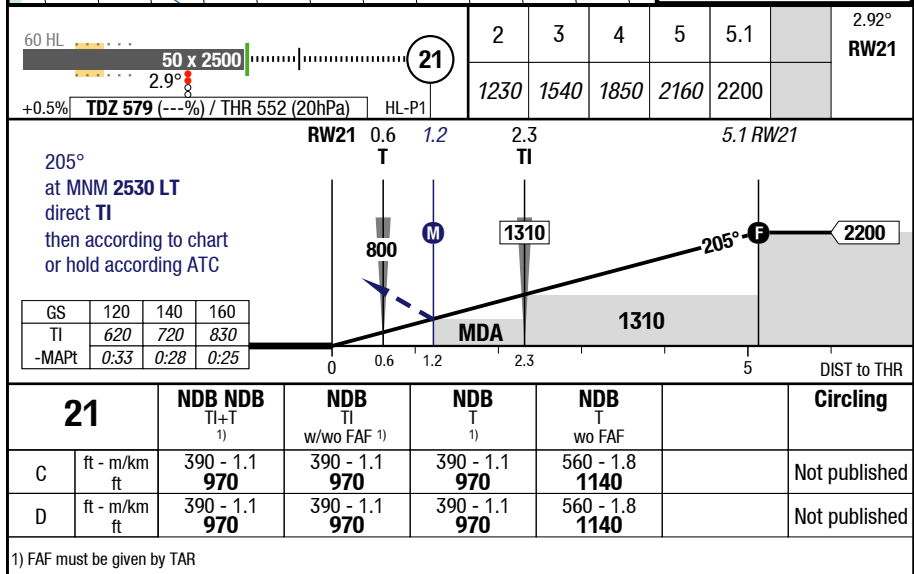 60 HL
50 x 2500
21
2.9°
+0.5% TDZ 579 (---%) / THR 552 (20hPa) HL-P1
2 3 4 5 5.1 2.92° RW21
1230 1540 1850 2160 2200
RW21 0.6 1.2 2.3 5.1 RW21
T TI
205°
at MNM 2530 LT
direct TI
then according to chart
or hold according ATC
800 M 1310 205° F 2200
MDA 1310
GS 120 140 160
TI 620 720 830
-MAPt 0:33 0:28 0:25
0 0.6 1.2 2.3 5 DIST to THR
21 NDB NDB NDB NDB NDB Circling
TI+T TI T T
1) w/wo FAF 1) 1) wo FAF
C ft - m/km 390 - 1.1 390 - 1.1 390 - 1.1 560 - 1.8 Not published
ft 970 970 970 1140
D ft - m/km 390 - 1.1 390 - 1.1 390 - 1.1 560 - 1.8 Not published
ft 970 970 970 1140
1) FAF must be given by TAR